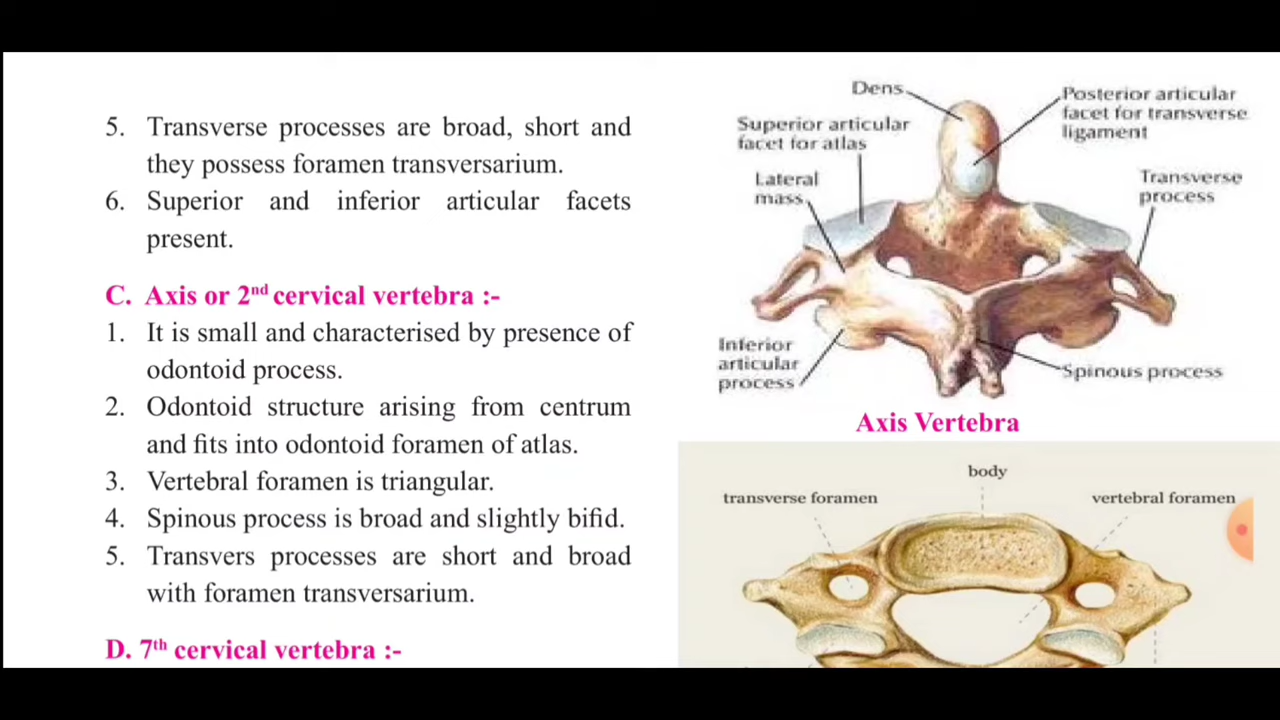 5. Transverse processes are broad, short and
they possess foramen transversarium.
6. Superior and inferior articular facets
present.
C. Axis or 2nd cervical vertebra :-
1. It is small and characterised by presence of
odontoid process.
2. Odontoid structure arising from centrum
and fits into odontoid foramen of atlas.
3. Vertebral foramen is triangular.
4. Spinous process is broad and slightly bifid.
5. Transvers processes are short and broad
with foramen transversarium.
D. 7th cervical vertebra :-
Dens
Posterior articular
facet for transverse
ligament
Superior articular
facet for atlas
Lateral
mass
Transverse
process
Inferior
articular
process
Spinous process
Axis Vertebra
body
transverse foramen
vertebral foramen